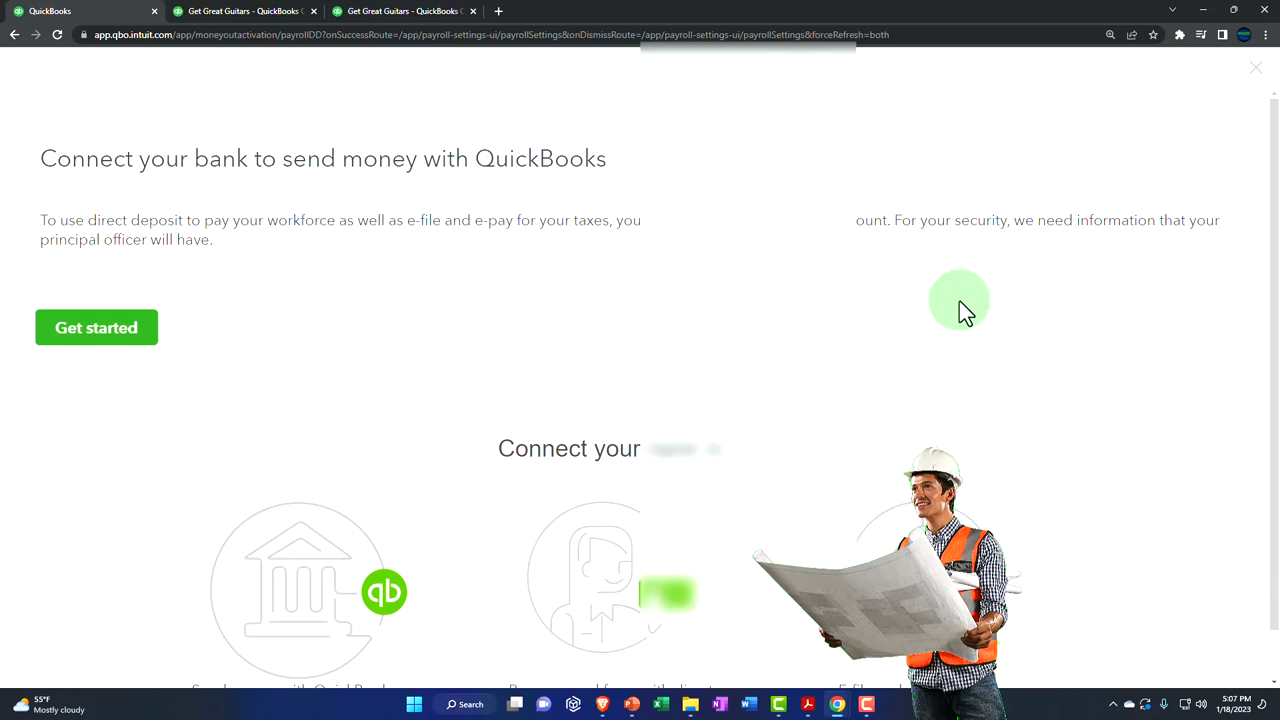 QuickBooks
Get Great Guitars - QuickBooks C
Get Great Guitars - QuickBooks C
app.qbo.intuit.com/app/moneyoutactivation/payrollDD?onSuccessRoute=/app/payroll-settings-ui/payrollSettings&onDismissRoute=/app/payroll-settings-ui/payrollSettings&forceRefresh=both
Connect your bank to send money with QuickBooks
To use direct deposit to pay your workforce as well as e-file and e-pay for your taxes, you ount. For your security, we need information that your
principal officer will have.
Get started
Connect your
qb
55°F
Mostly cloudy
Search
5:07 PM
1/18/2023